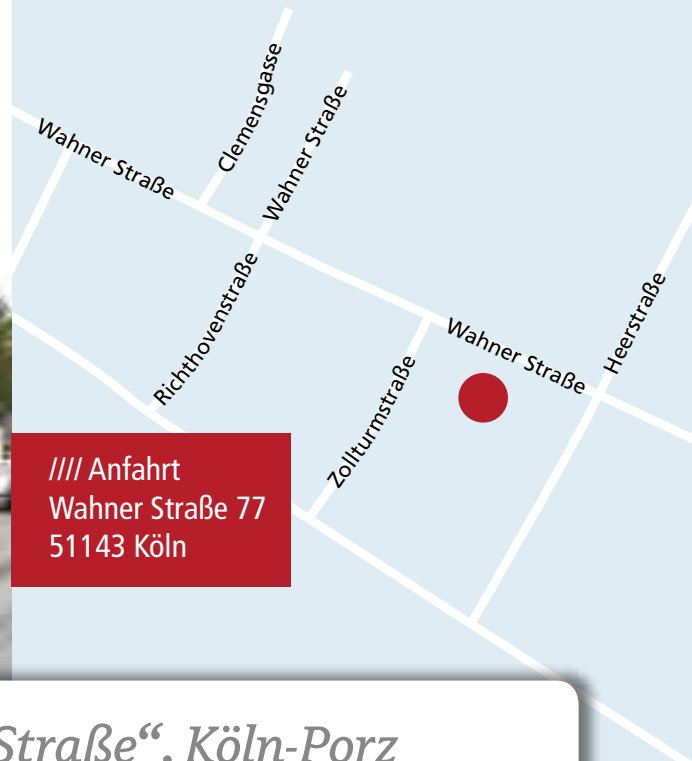 Clemensgasse
Wahner Straße
Wahner Straße
Richthovenstraße
Heerstraße
Wahner Straße
Zollturmstraße
//// Anfahrt
Wahner Straße 77
51143 Köln
Straße“, Köln-Porz